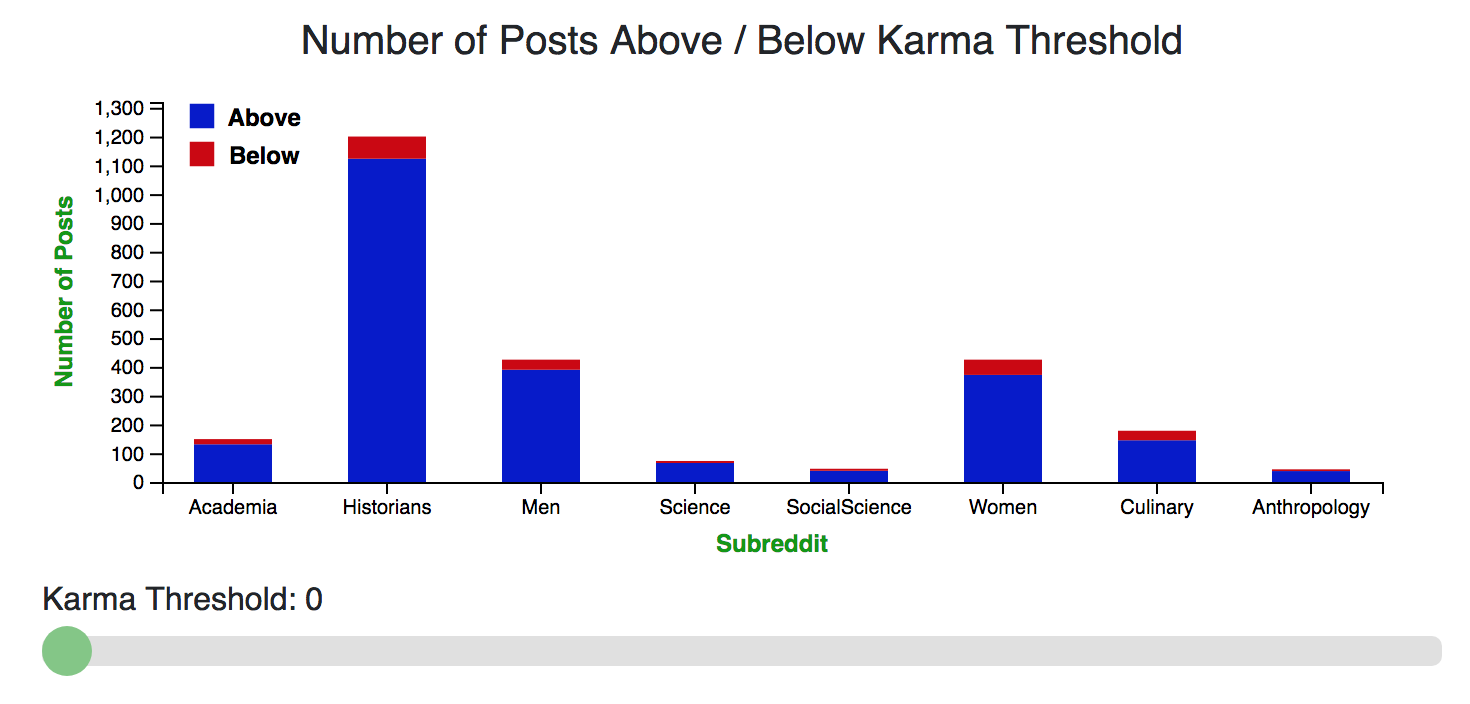 Number of Posts Above / Below Karma Threshold
1,300
1,200
1,100
1,000
900
800
700
600
500
400
300
200
100
0
Number of Posts
Above
Below
Academia Historians Men Science SocialScience Women Culinary Anthropology
Subreddit
Karma Threshold: 0